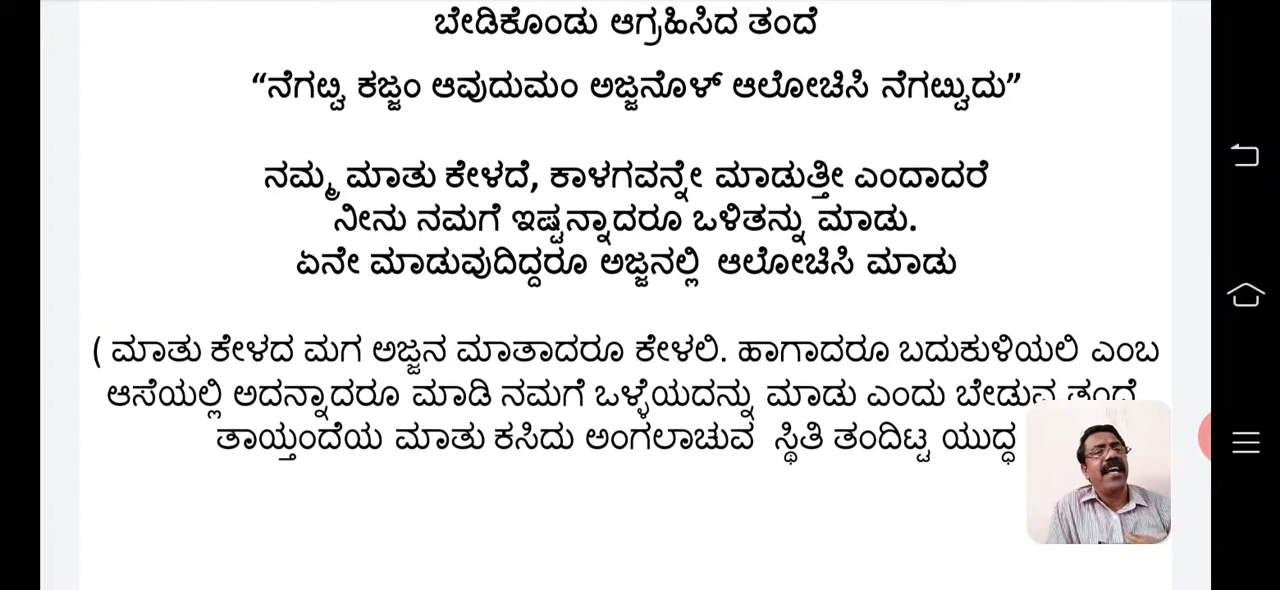 ಬೇಡಿಕೊಂಡು ಆಗ್ರಹಿಸಿದ ತಂದೆ
“ನೆಗೞ್ವ ಕಜ್ಜಂ ಆವುದುಮಂ ಅಜ್ಜನೊಳ್ ಆಲೋಚಿಸಿ ನೆಗೞ್ವುದು”
ನಮ್ಮ ಮಾತು ಕೇಳದೆ, ಕಾಳಗವನ್ನೇ ಮಾಡುತ್ತೀ ಎಂದಾದರೆ
ನೀನು ನಮಗೆ ಇಷ್ಟನ್ನಾದರೂ ಒಳಿತನ್ನು ಮಾಡು.
ಏನೇ ಮಾಡುವುದಿದ್ದರೂ ಅಜ್ಜನಲ್ಲಿ ಆಲೋಚಿಸಿ ಮಾಡು
( ಮಾತು ಕೇಳದ ಮಗ ಅಜ್ಜನ ಮಾತಾದರೂ ಕೇಳಲಿ. ಹಾಗಾದರೂ ಬದುಕುಳಿಯಲಿ ಎಂಬ
ಆಸೆಯಲ್ಲಿ ಅದನ್ನಾದರೂ ಮಾಡಿ ನಮಗೆ ಒಳ್ಳೆಯದನ್ನು ಮಾಡು ಎಂದು ಬೇಡುವ ತಂದೆ
ತಾಯ್ತಂದೆಯ ಮಾತು ಕಸಿದು ಅಂಗಲಾಚುವ ಸ್ಥಿತಿ ತಂದಿಟ್ಟ ಯುದ್ಧ